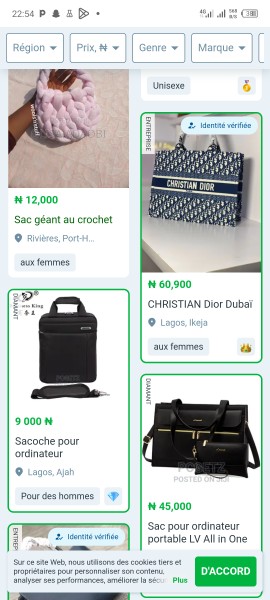 22:54
4G
168
B/S
38
Région
Prix, ₦
Genre
Marque
₦ 12,000
Sac géant au crochet
Rivières, Port-H...
aux femmes
DIAMANT
9 000 ₦
Sacoche pour
ordinateur
Lagos, Ajah
Pour des hommes
Identité vérifiée
Unisexe
ENTREPRISE
Identité vérifiée
CHRISTIAN DIOR
₦ 60,900
CHRISTIAN Dior Dubaï
Lagos, Ikeja
aux femmes
DIAMANT
POSTED ON JIJI
₦ 45,000
Sac pour ordinateur
portable LV All in One
Sur ce site Web, nous utilisons des cookies tiers et
propriétaires pour personnaliser son contenu.
analyser ses performances, améliorer la sécu
Plus
D'ACCORD